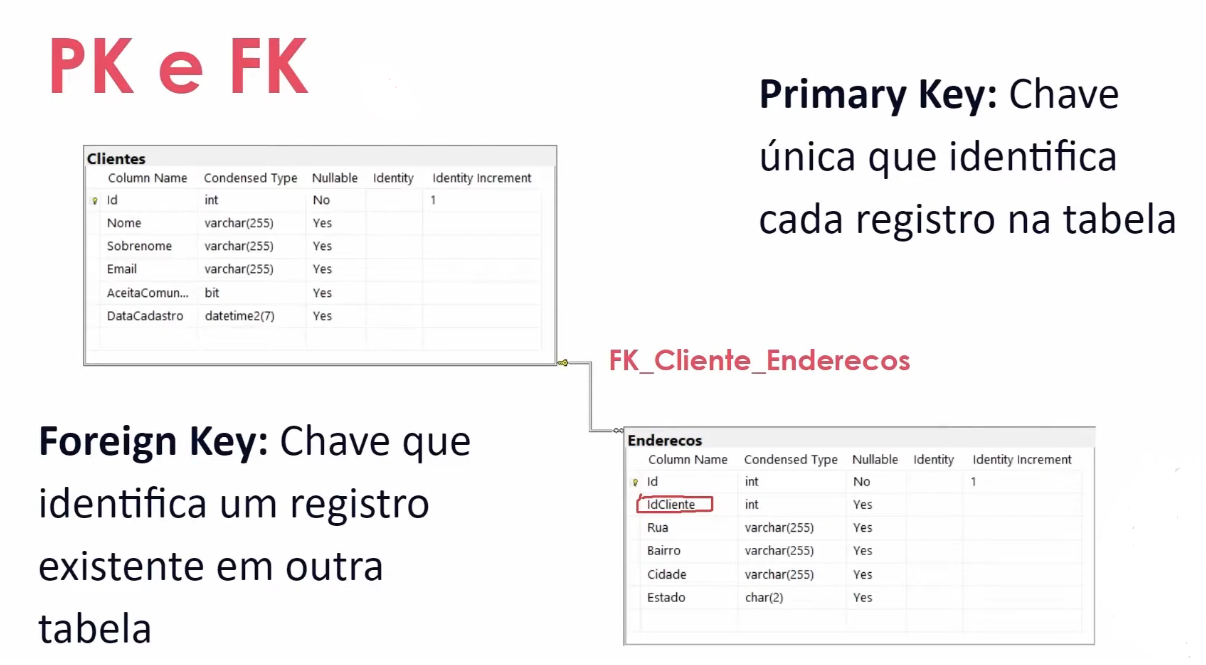 PK e FK
Primary Key: Chave
única que identifica
cada registro na tabela
Clientes
Column Name Condensed Type Nullable Identity Identity Increment
Id int No 1
Nome varchar(255) Yes
Sobrenome varchar(255) Yes
Email varchar(255) Yes
AceitaComun... bit Yes
DataCadastro datetime2(7) Yes
FK_Cliente_Enderecos
Foreign Key: Chave que
identifica um registro
existente em outra
tabela
Enderecos
Column Name Condensed Type Nullable Identity Identity Increment
Id int No 1
IdCliente int Yes
Rua varchar(255) Yes
Bairro varchar(255) Yes
Cidade varchar(255) Yes
Estado char(2) Yes